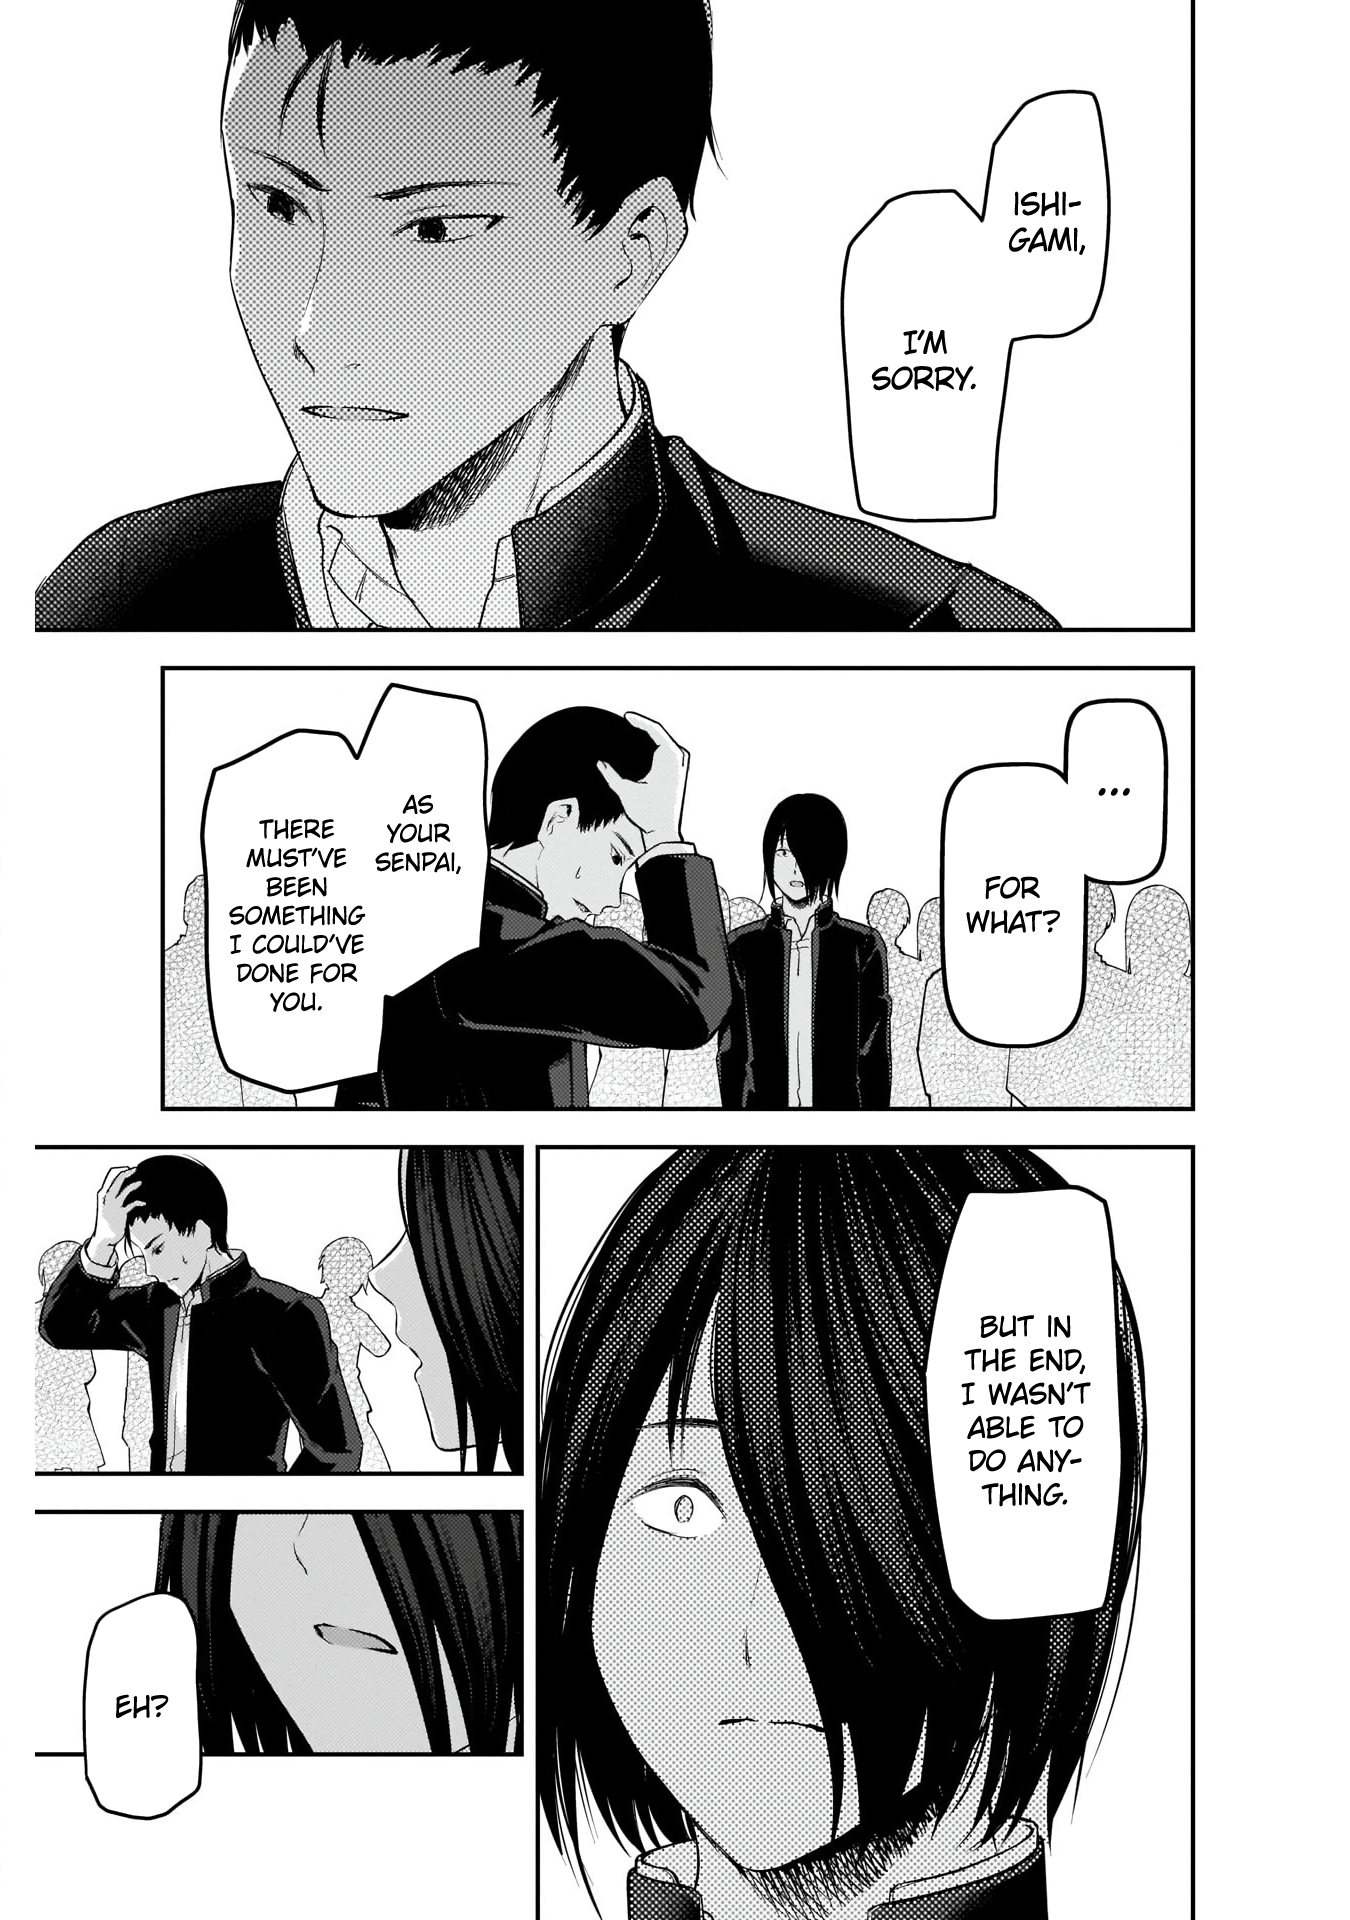 ISHI-
GAMI,
I'M
SORRY.
...
FOR
WHAT?
AS
YOUR
SENPAI,
THERE
MUST'VE
BEEN
SOMETHING
I COULD'VE
DONE FOR
YOU.
BUT IN
THE END,
I WASN'T
ABLE TO
DO ANY-
THING.
EH?